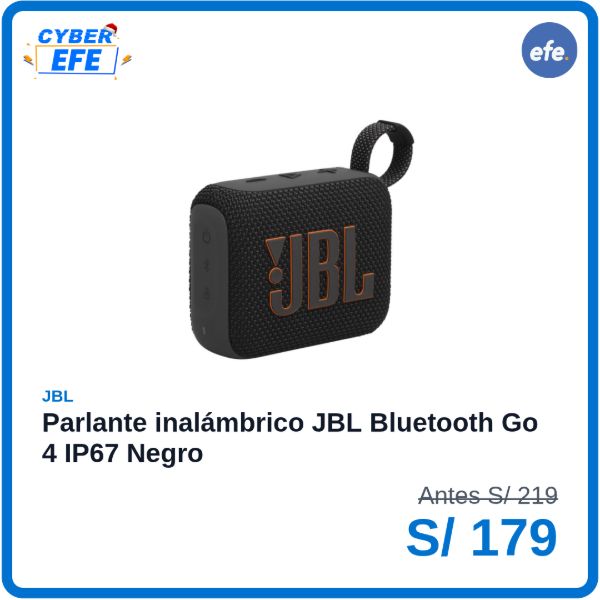 CYBER
EFE
efe.
JBL
JBL
Parlante inalámbrico JBL Bluetooth Go
4 IP67 Negro
Antes S/ 219
S/ 179